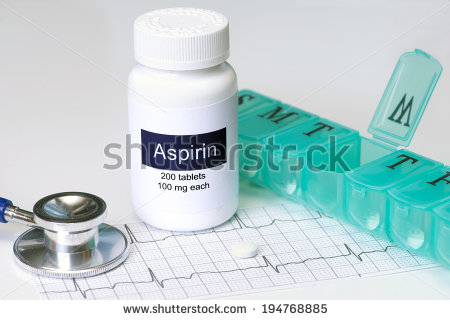 Aspirin
200 tablets
100 mg each
S M T W T F
shutterstock
www.shutterstock.com · 194768885